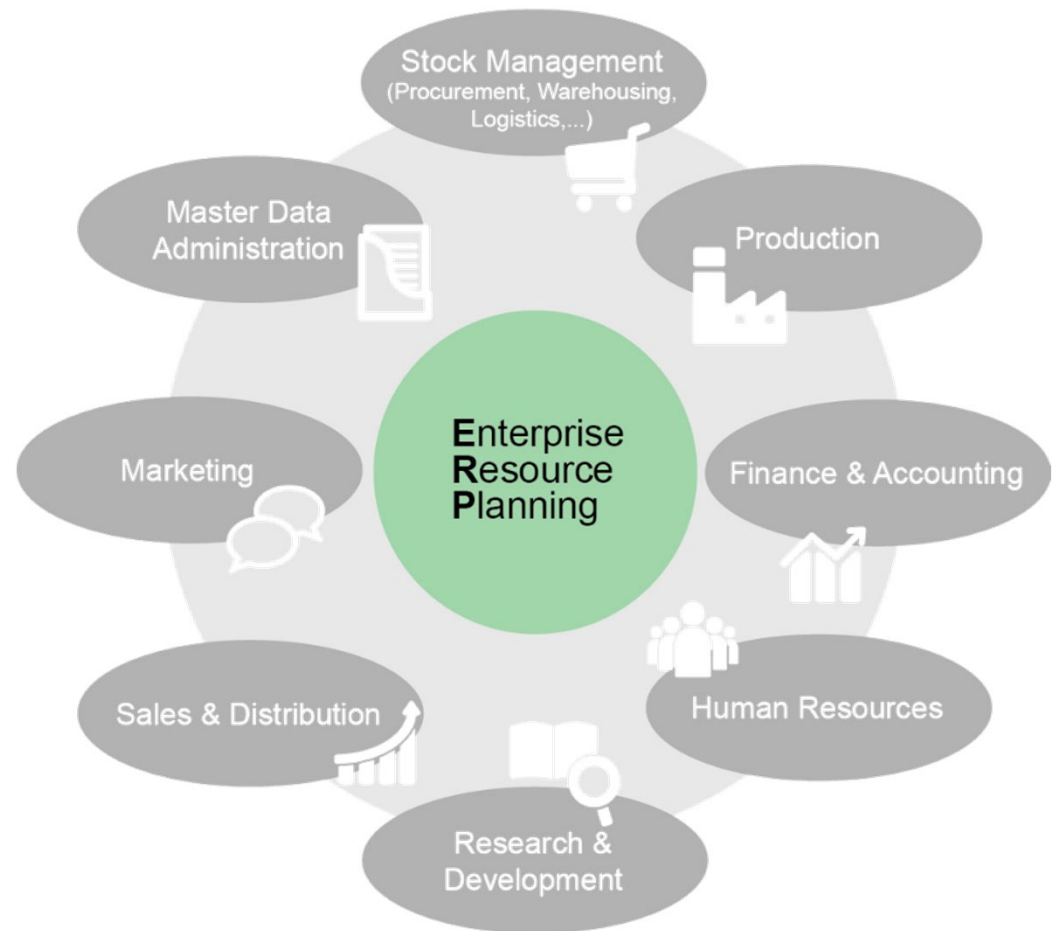 Stock Management
(Procurement, Warehousing,
Logistics,...)
Master Data
Administration
Production
Enterprise
Resource
Planning
Marketing
Finance & Accounting
Sales & Distribution
Human Resources
Research &
Development